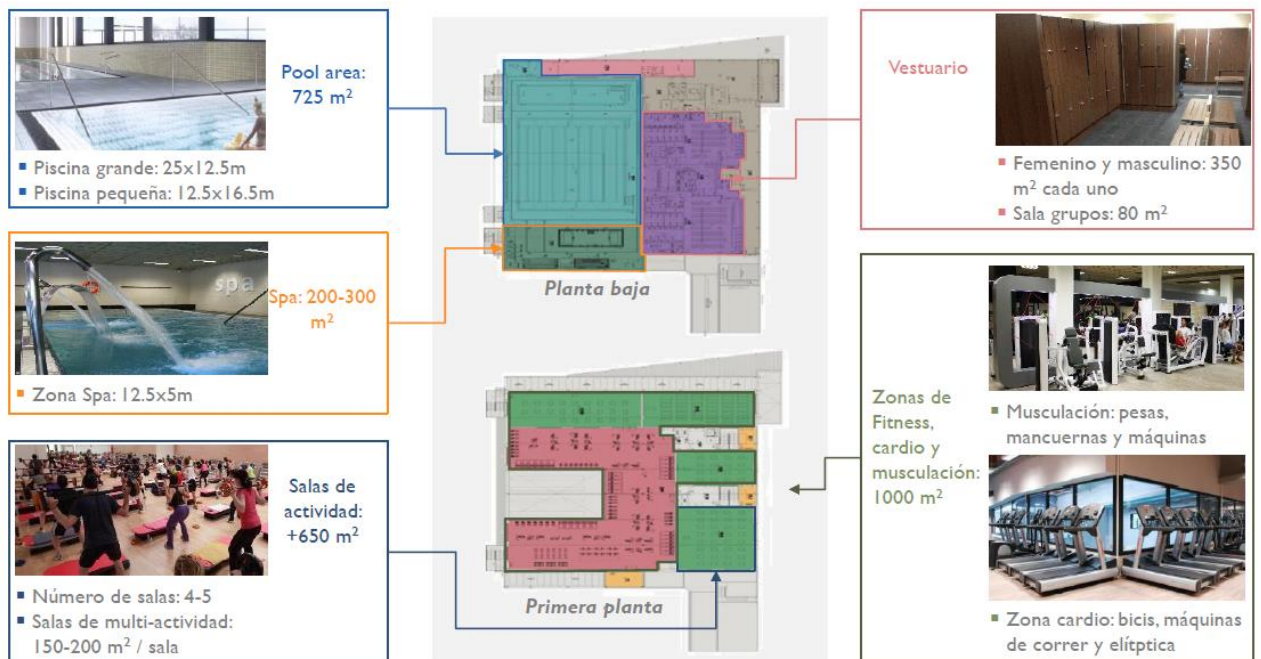 Pool area:
725 m²
▪ Piscina grande: 25x12.5m
▪ Piscina pequeña: 12.5x16.5m
spa
Spa: 200-300
m²
▪ Zona Spa: 12.5x5m
Salas de
actividad:
+650 m²
▪ Número de salas: 4-5
▪ Salas de multi-actividad:
150-200 m² / sala
Planta baja
Primera planta
Vestuario
▪ Femenino y masculino: 350
m² cada uno
▪ Sala grupos: 80 m²
Zonas de
Fitness,
cardio y
musculación:
1000 m²
▪ Musculación: pesas,
mancuernas y máquinas
▪ Zona cardio: bicis, máquinas
de correr y elítptica